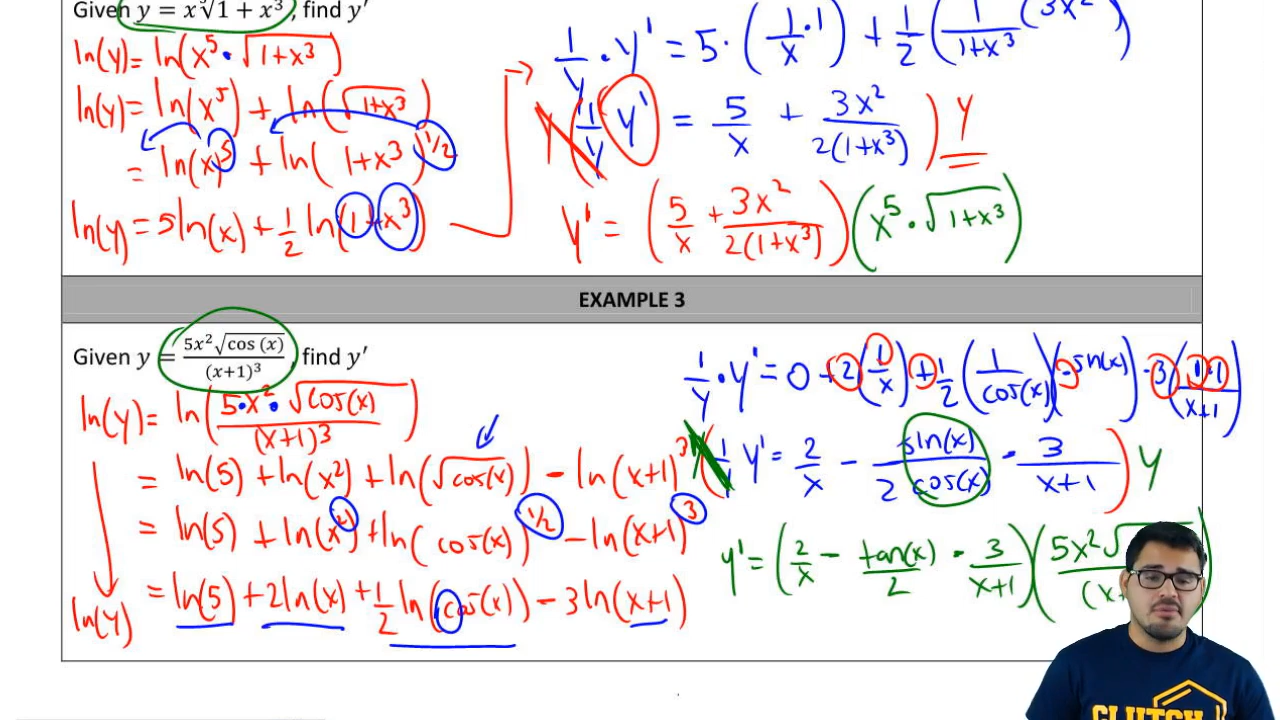 Given y = x⁵√1 + x³, find y′
ln(y) = ln(x⁵ · √1+x³)
ln(y) = ln(x⁵) + ln(√1+x³)
= ln(x)⁵ + ln(1+x³)^1/2
ln(y) = 5ln(x) + 1/2 ln(1+x³)
1/y · y' = 5 · (1/x · 1) + 1/2 (1/(1+x³) (3x²))
y (1/y y' = 5/x + 3x²/2(1+x³)) y
y' = (5/x + 3x²/2(1+x³)) (x⁵ · √1+x³)
EXAMPLE 3
Given y = 5x²√cos (x)/(x+1)³, find y′
ln(y) = ln(5·x²·√cos(x)/(x+1)³)
= ln(5) + ln(x²) + ln(√cos(x)) − ln(x+1)³
= ln(5) + ln(x²) + ln(cos(x))^1/2 − ln(x+1)³
ln(y) = ln(5) + 2ln(x) + 1/2 ln(cos(x)) − 3ln(x+1)
1/y · y' = 0 + 2(1/x) + 1/2 (1/cos(x))(-sin(x)) - 3(1·1/x+1)
y (1/y y' = 2/x − sin(x)/2 cos(x) - 3/x+1) y
y' = (2/x − tan(x)/2 - 3/x+1)(5x²√
(x+
CLUTCH